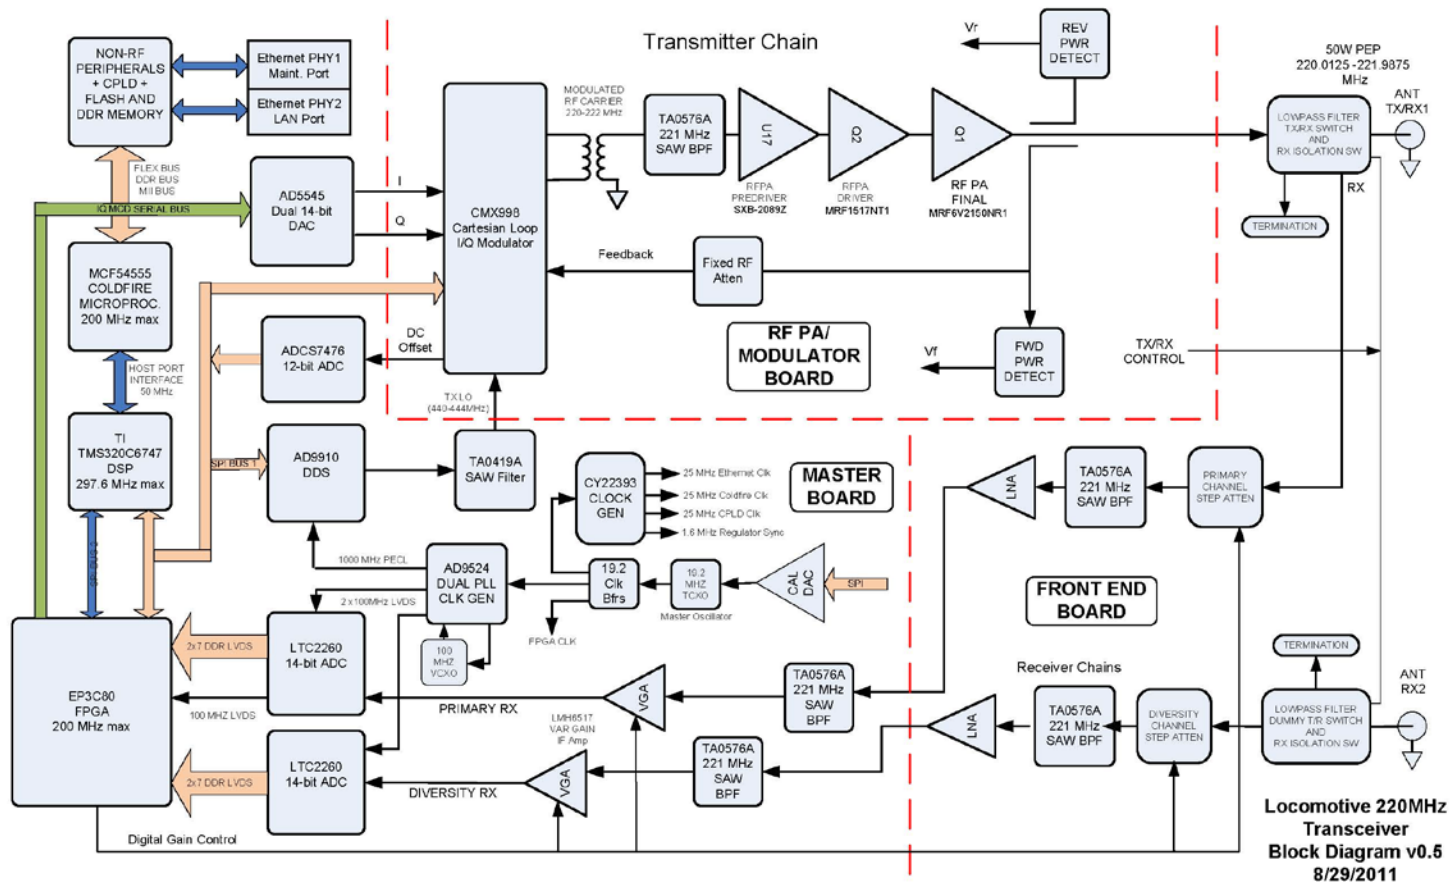 Transmitter Chain
NON-RF
PERIPHERALS
+ CPLD +
FLASH AND
DDR MEMORY
Ethernet PHY1
Maint. Port
Ethernet PHY2
LAN Port
FLEX BUS
DDR BUS
MII BUS
IQ MOD SERIAL BUS
AD5545
Dual 14-bit
DAC
I
Q
CMX998
Cartesian Loop
I/Q Modulator
MODULATED
RF CARRIER
220-222 MHz
TA0576A
221 MHz
SAW BPF
U17
RFPA
PREDRIVER
SXB-2089Z
Q2
RFPA
DRIVER
MRF1517NT1
Q1
RF PA
FINAL
MRF6V2150NR1
Vr
REV
PWR
DETECT
50W PEP
220.0125 -221.9875
MHz
LOWPASS FILTER
TX/RX SWITCH
AND
RX ISOLATION SW
ANT
TX/RX1
RX
TERMINATION
MCF54555
COLDFIRE
MICROPROC.
200 MHz max
HOST PORT
INTERFACE
50 MHz
ADCS7476
12-bit ADC
DC
Offset
Feedback
Fixed RF
Atten
RF PA/
MODULATOR
BOARD
Vf
FWD
PWR
DETECT
TX/RX
CONTROL
TX LO
(440-444MHz)
TI
TMS320C6747
DSP
297.6 MHz max
SPI BUS 1
AD9910
DDS
TA0419A
SAW Filter
CY22393
CLOCK
GEN
25 MHz Ethernet Clk
25 MHz Coldfire Clk
25 MHz CPLD Clk
1.6 MHz Regulator Sync
MASTER
BOARD
LNA
TA0576A
221 MHz
SAW BPF
PRIMARY
CHANNEL
STEP ATTEN
1000 MHz PECL
AD9524
DUAL PLL
CLK GEN
2 x 100MHz LVDS
19.2
Clk
Bfrs
19.2
MHZ
TCXO
Master Oscillator
CAL
DAC
SPI
FPGA CLK
100
MHZ
VCXO
FRONT END
BOARD
EP3C80
FPGA
200 MHz max
2x7 DDR LVDS
LTC2260
14-bit ADC
100 MHZ LVDS
PRIMARY RX
VGA
TA0576A
221 MHz
SAW
BPF
Receiver Chains
LNA
TA0576A
221 MHz
SAW BPF
DIVERSITY
CHANNEL
STEP ATTEN
TERMINATION
LOWPASS FILTER
DUMMY T/R SWITCH
AND
RX ISOLATION SW
ANT
RX2
2x7 DDR LVDS
LTC2260
14-bit ADC
DIVERSITY RX
LMH6517
VAR GAIN
IF Amp
VGA
TA0576A
221 MHz
SAW
BPF
Digital Gain Control
Locomotive 220MHz
Transceiver
Block Diagram v0.5
8/29/2011